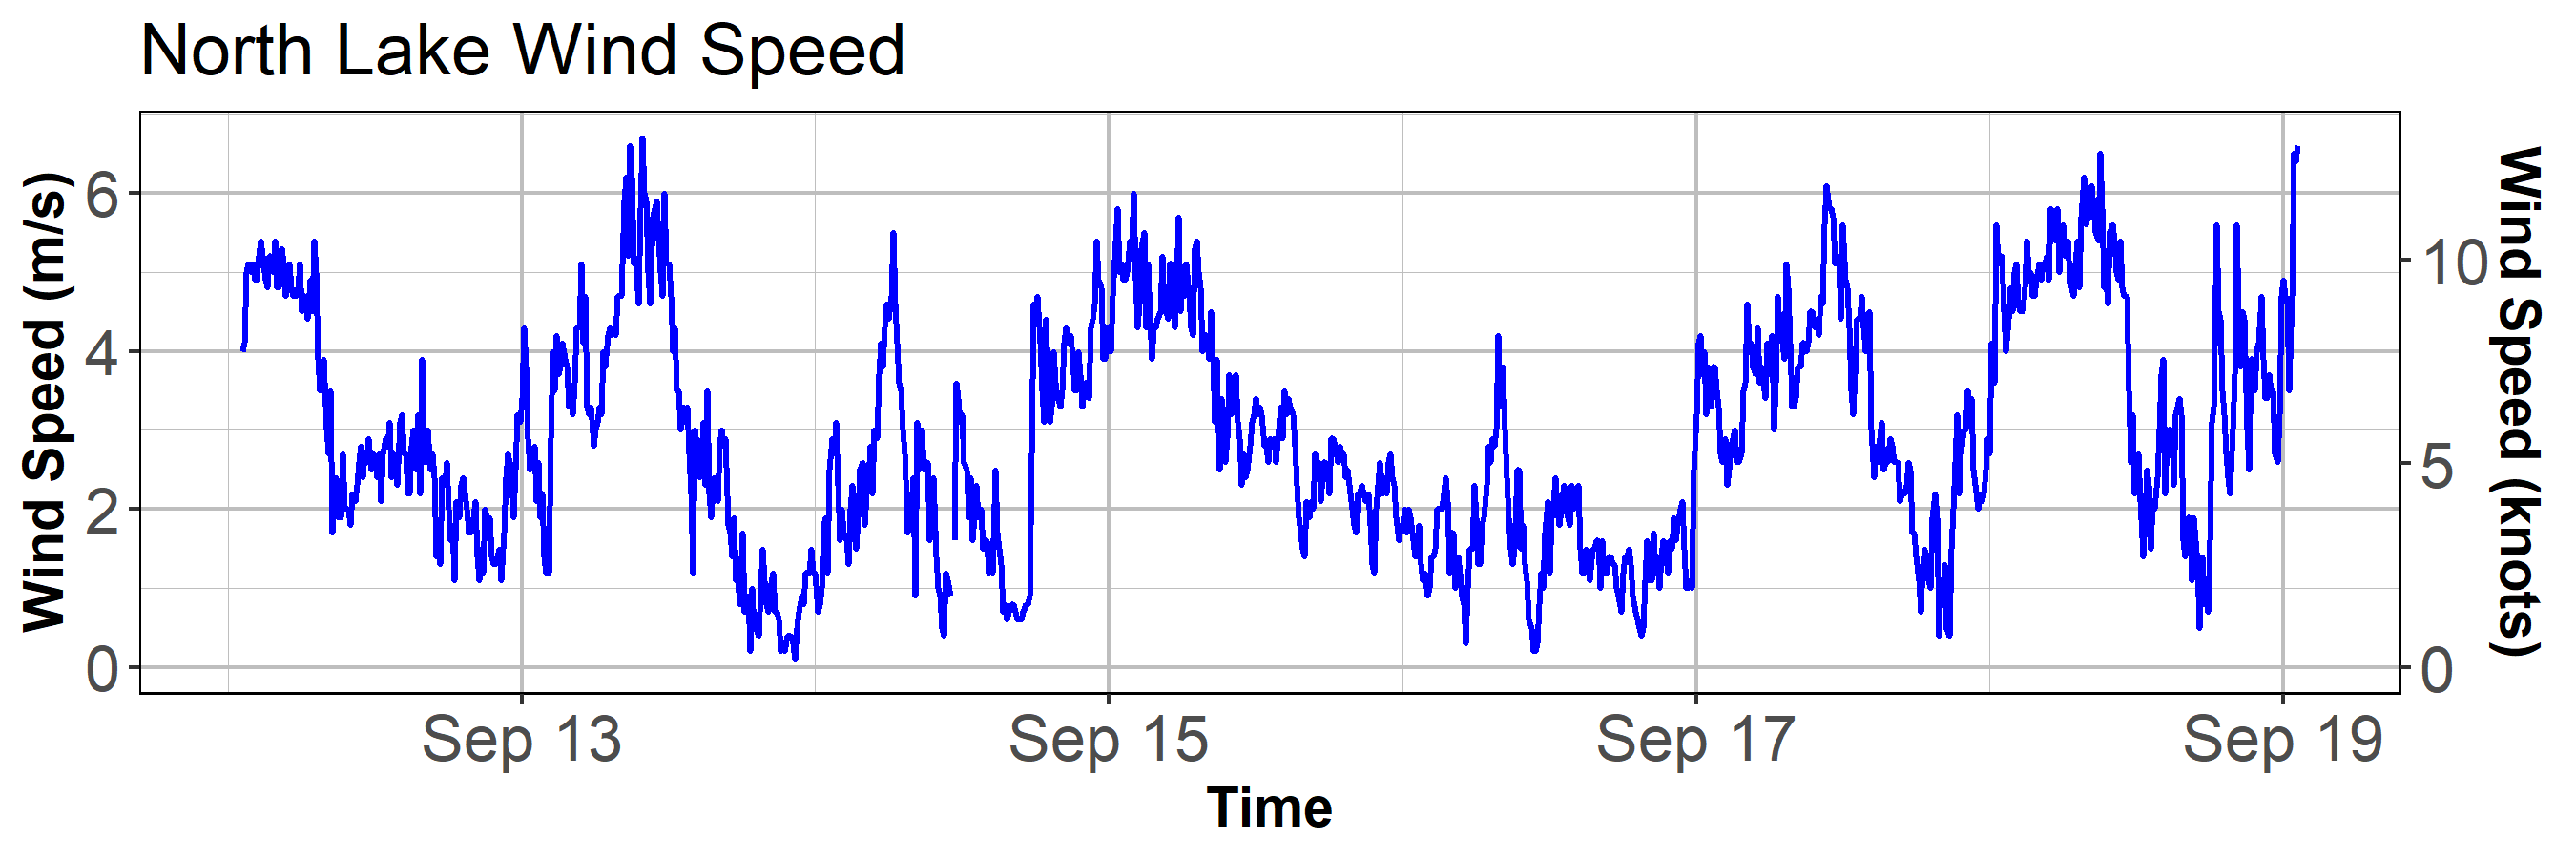 North Lake Wind Speed
Wind Speed (m/s)
6
4
2
0
Wind Speed (knots)
10
5
0
Sep 13
Sep 15
Sep 17
Sep 19
Time